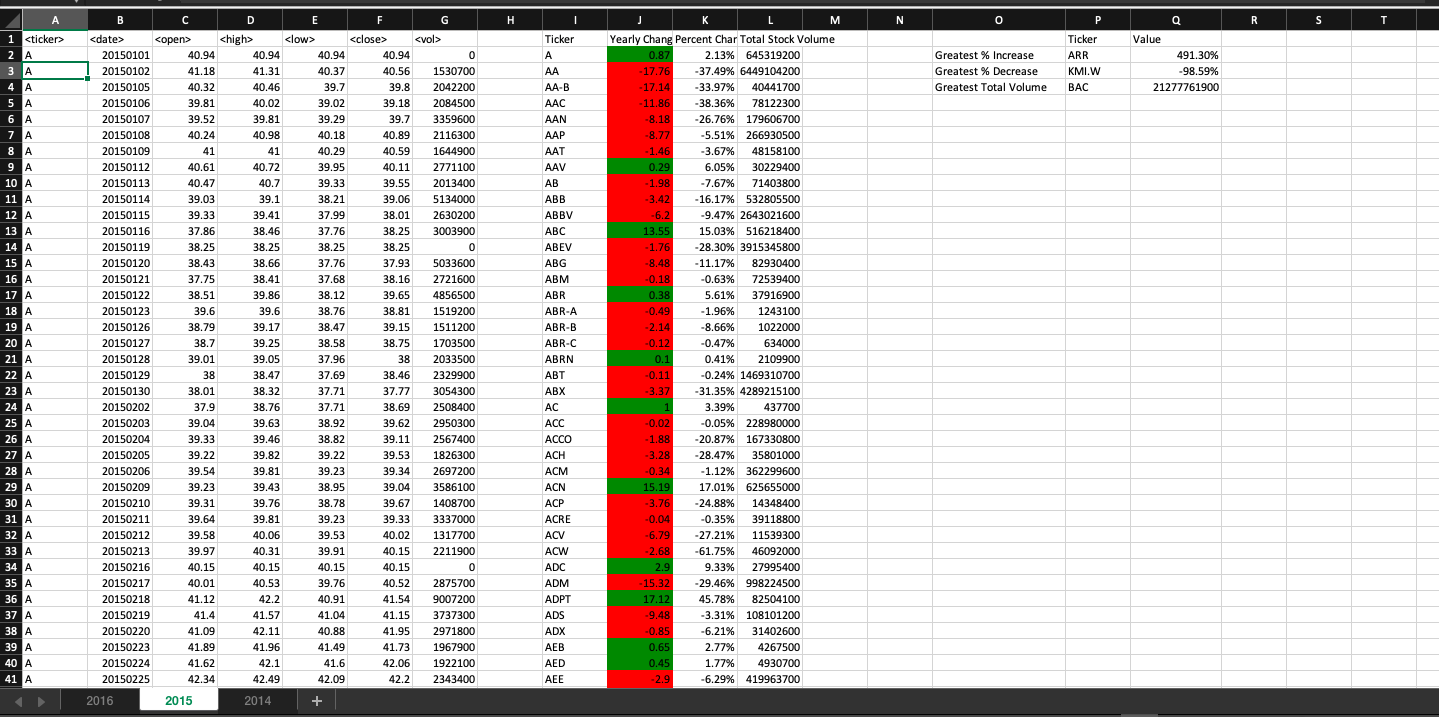 A B C D E F G H I J K L M N O P Q R S T
1 <ticker> <date> <open> <high> <low> <close> <vol> Ticker Yearly Chang Percent Char Total Stock Volume Ticker Value
2 A 20150101 40.94 40.94 40.94 40.94 0 A 0.87 2.13% 645319200 Greatest % Increase ARR 491.30%
3 A 20150102 41.18 41.31 40.37 40.56 1530700 AA -17.76 -37.49% 6449104200 Greatest % Decrease KMI.W -98.59%
4 A 20150105 40.32 40.46 39.7 39.8 2042200 AA-B -17.14 -33.97% 40441700 Greatest Total Volume BAC 21277761900
5 A 20150106 39.81 40.02 39.02 39.18 2084500 AAC -11.86 -38.36% 78122300
6 A 20150107 39.52 39.81 39.29 39.7 3359600 AAN -8.18 -26.76% 179606700
7 A 20150108 40.24 40.98 40.18 40.89 2116300 AAP -8.77 -5.51% 266930500
8 A 20150109 41 41 40.29 40.59 1644900 AAT -1.46 -3.67% 48158100
9 A 20150112 40.61 40.72 39.95 40.11 2771100 AAV 0.29 6.05% 30229400
10 A 20150113 40.47 40.7 39.33 39.55 2013400 AB -1.98 -7.67% 71403800
11 A 20150114 39.03 39.1 38.21 39.06 5134000 ABB -3.42 -16.17% 532805500
12 A 20150115 39.33 39.41 37.99 38.01 2630200 ABBV -6.2 -9.47% 2643021600
13 A 20150116 37.86 38.46 37.76 38.25 3003900 ABC 13.55 15.03% 516218400
14 A 20150119 38.25 38.25 38.25 38.25 0 ABEV -1.76 -28.30% 3915345800
15 A 20150120 38.43 38.66 37.76 37.93 5033600 ABG -8.48 -11.17% 82930400
16 A 20150121 37.75 38.41 37.68 38.16 2721600 ABM -0.18 -0.63% 72539400
17 A 20150122 38.51 39.86 38.12 39.65 4856500 ABR 0.38 5.61% 37916900
18 A 20150123 39.6 39.6 38.76 38.81 1519200 ABR-A -0.49 -1.96% 1243100
19 A 20150126 38.79 39.17 38.47 39.15 1511200 ABR-B -2.14 -8.66% 1022000
20 A 20150127 38.7 39.25 38.58 38.75 1703500 ABR-C -0.12 -0.47% 634000
21 A 20150128 39.01 39.05 37.96 38 2033500 ABRN 0.1 0.41% 2109900
22 A 20150129 38 38.47 37.69 38.46 2329900 ABT -0.11 -0.24% 1469310700
23 A 20150130 38.01 38.32 37.71 37.77 3054300 ABX -3.37 -31.35% 4289215100
24 A 20150202 37.9 38.76 37.71 38.69 2508400 AC 1 3.39% 437700
25 A 20150203 39.04 39.63 38.92 39.62 2950300 ACC -0.02 -0.05% 228980000
26 A 20150204 39.33 39.46 38.82 39.11 2567400 ACCO -1.88 -20.87% 167330800
27 A 20150205 39.22 39.82 39.22 39.53 1826300 ACH -3.28 -28.47% 35801000
28 A 20150206 39.54 39.81 39.23 39.34 2697200 ACM -0.34 -1.12% 362299600
29 A 20150209 39.23 39.43 38.95 39.04 3586100 ACN 15.19 17.01% 625655000
30 A 20150210 39.31 39.76 38.78 39.67 1408700 ACP -3.76 -24.88% 14348400
31 A 20150211 39.64 39.81 39.23 39.33 3337000 ACRE -0.04 -0.35% 39118800
32 A 20150212 39.58 40.06 39.53 40.02 1317700 ACV -6.79 -27.21% 11539300
33 A 20150213 39.97 40.31 39.91 40.15 2211900 ACW -2.68 -61.75% 46092000
34 A 20150216 40.15 40.15 40.15 40.15 0 ADC 2.9 9.33% 27995400
35 A 20150217 40.01 40.53 39.76 40.52 2875700 ADM -15.32 -29.46% 998224500
36 A 20150218 41.12 42.2 40.91 41.54 9007200 ADPT 17.12 45.78% 82504100
37 A 20150219 41.4 41.57 41.04 41.15 3737300 ADS -9.48 -3.31% 108101200
38 A 20150220 41.09 42.11 40.88 41.95 2971800 ADX -0.85 -6.21% 31402600
39 A 20150223 41.89 41.96 41.49 41.73 1967900 AEB 0.65 2.77% 4267500
40 A 20150224 41.62 42.1 41.6 42.06 1922100 AED 0.45 1.77% 4930700
41 A 20150225 42.34 42.49 42.09 42.2 2343400 AEE -2.9 -6.29% 419963700
2016 2015 2014 +